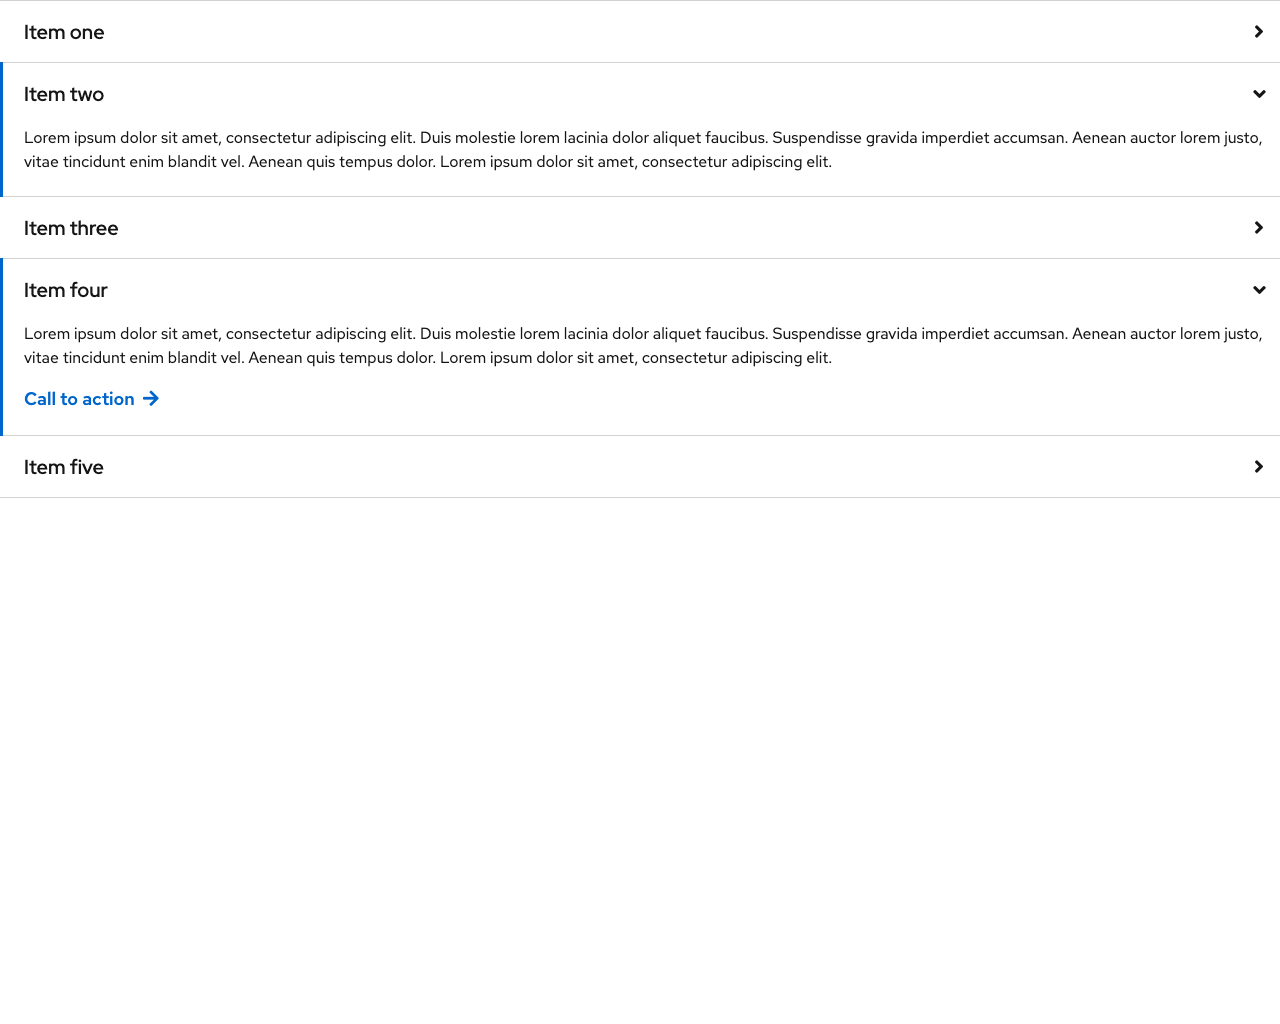 Item one
Item two
Lorem ipsum dolor sit amet, consectetur adipiscing elit. Duis molestie lorem lacinia dolor aliquet faucibus. Suspendisse gravida imperdiet accumsan. Aenean auctor lorem justo,
vitae tincidunt enim blandit vel. Aenean quis tempus dolor. Lorem ipsum dolor sit amet, consectetur adipiscing elit.
Item three
Item four
Lorem ipsum dolor sit amet, consectetur adipiscing elit. Duis molestie lorem lacinia dolor aliquet faucibus. Suspendisse gravida imperdiet accumsan. Aenean auctor lorem justo,
vitae tincidunt enim blandit vel. Aenean quis tempus dolor. Lorem ipsum dolor sit amet, consectetur adipiscing elit.
Call to action
Item five